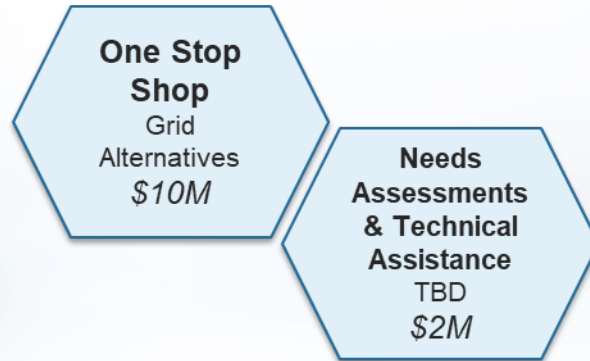 One Stop
Shop
Grid
Alternatives
$10M
Needs
Assessments
& Technical
Assistance
TBD
$2M